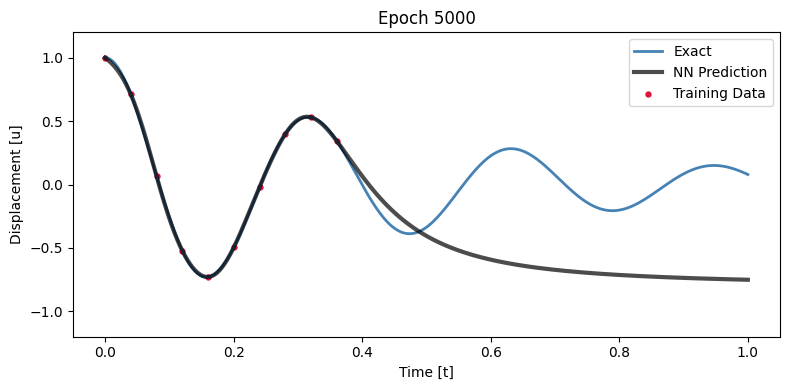 Epoch 5000
Exact
NN Prediction
Training Data
Displacement [u]
1.0
0.5
0.0
−0.5
−1.0
0.0 0.2 0.4 0.6 0.8 1.0
Time [t]